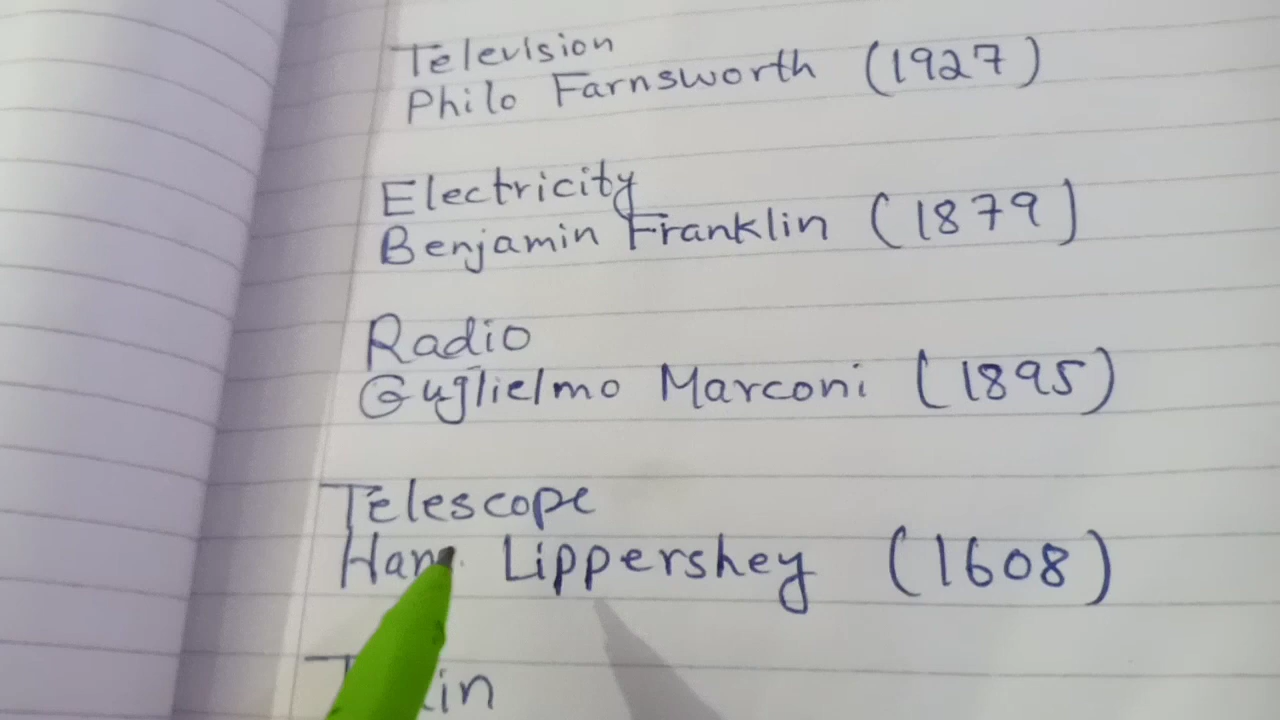 Television
Philo Farnsworth (1927)
Electricity
Benjamin Franklin (1879)
Radio
Guglielmo Marconi (1895)
Telescope
Lippershey (1608)